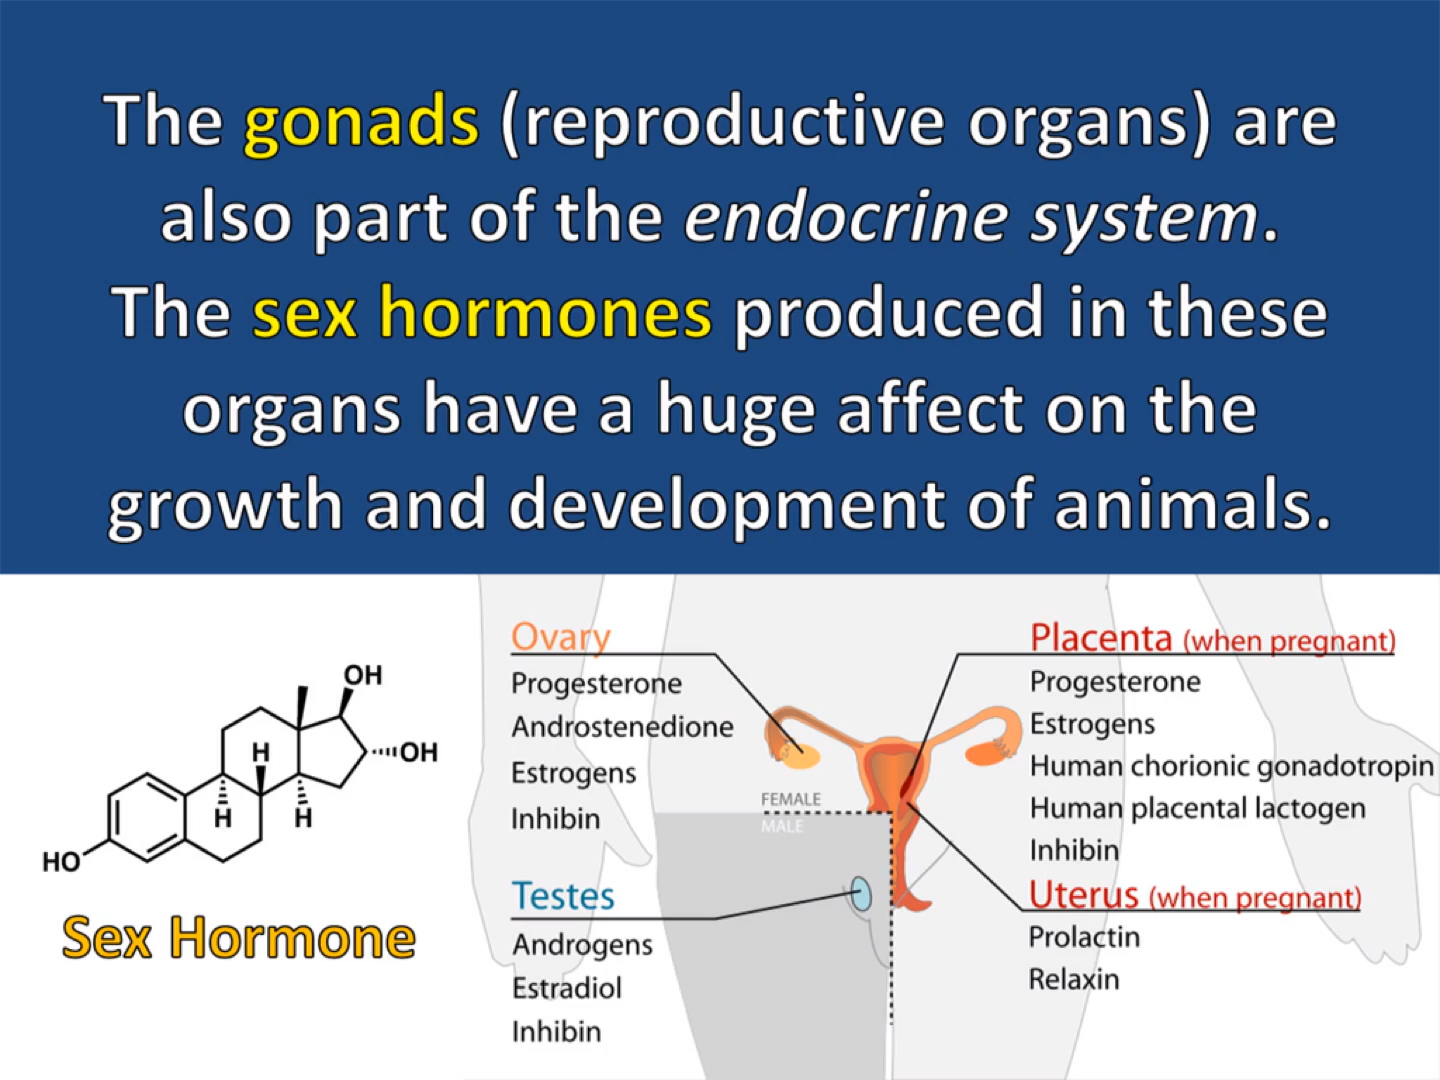 The gonads (reproductive organs) are
also part of the endocrine system.
The sex hormones produced in these
organs have a huge affect on the
growth and development of animals.
OH
OH
H
H
H
HO
Sex Hormone
Ovary
Progesterone
Androstenedione
Estrogens
Inhibin
FEMALE
MALE
Testes
Androgens
Estradiol
Inhibin
Placenta (when pregnant)
Progesterone
Estrogens
Human chorionic gonadotropin
Human placental lactogen
Inhibin
Uterus (when pregnant)
Prolactin
Relaxin